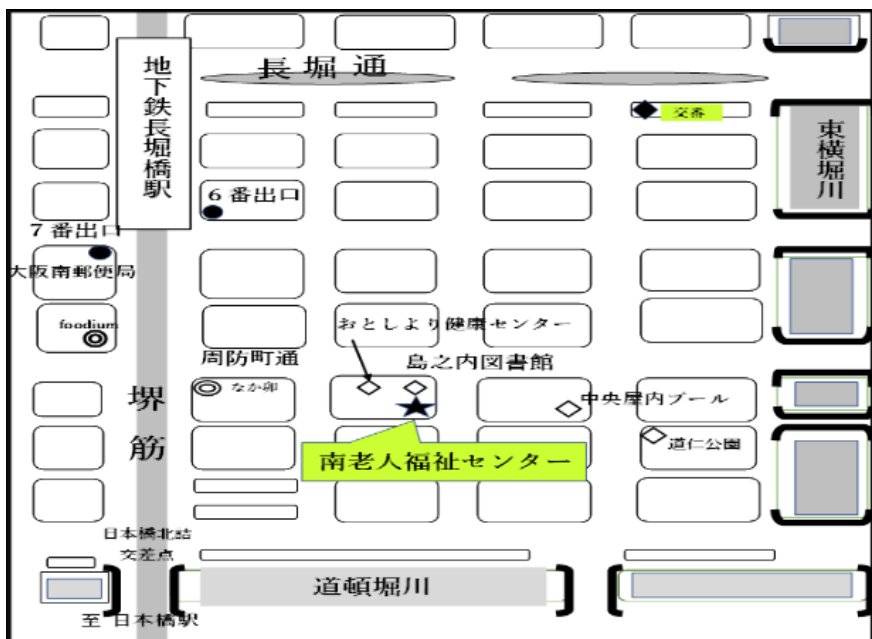 長堀通
地下鉄長堀橋駅
交番
東横堀川
6番出口
7番出口
大阪南郵便局
foodium
おとしより健康センター
周防町通
島之内図書館
なか卯
中央屋内プール
堺筋
道仁公園
南老人福祉センター
日本橋北詰
交差点
道頓堀川
至 日本橋駅